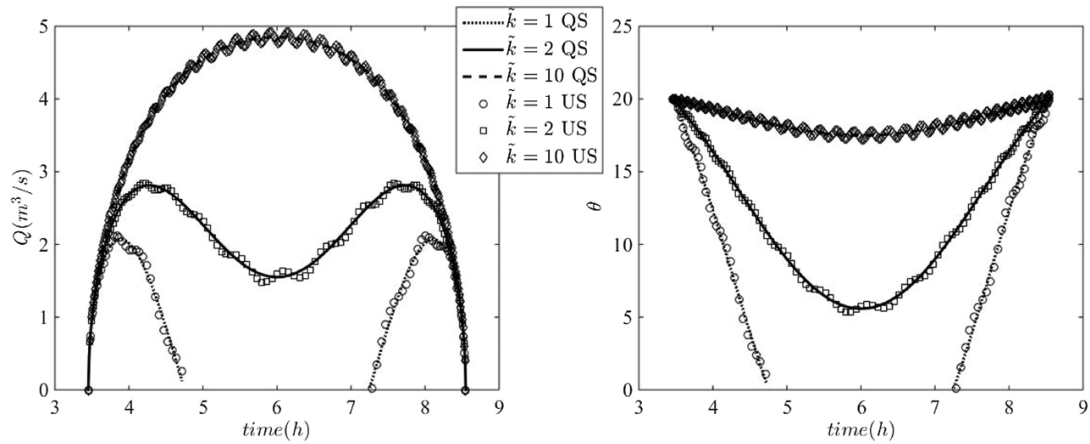 k̃ = 1 QS
k̃ = 2 QS
k̃ = 10 QS
k̃ = 1 US
k̃ = 2 US
k̃ = 10 US
5
4
3
2
1
0
Q(m³/s)
3 4 5 6 7 8 9
time(h)
25
20
15
10
5
0
θ
3 4 5 6 7 8 9
time(h)